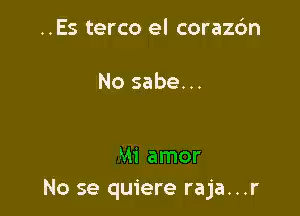 ..Es terco el corazón
No sabe...
Mi amor
No se quiere raja...r